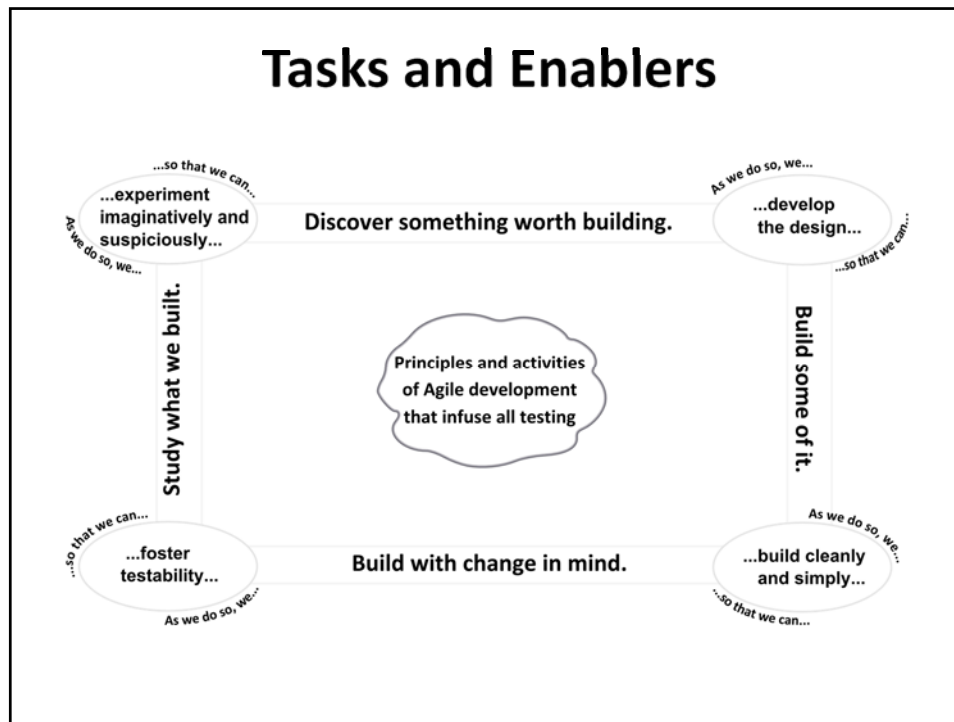 Tasks and Enablers
...so that we can...
...experiment
imaginatively and
suspiciously...
As we do so, we...
Discover something worth building.
As we do so, we...
...develop
the design...
...so that we can...
Study what we built.
Principles and activities
of Agile development
that infuse all testing
Build some of it.
...so that we can...
...foster
testability...
As we do so, we...
Build with change in mind.
As we do so, we...
...build cleanly
and simply...
...so that we can...